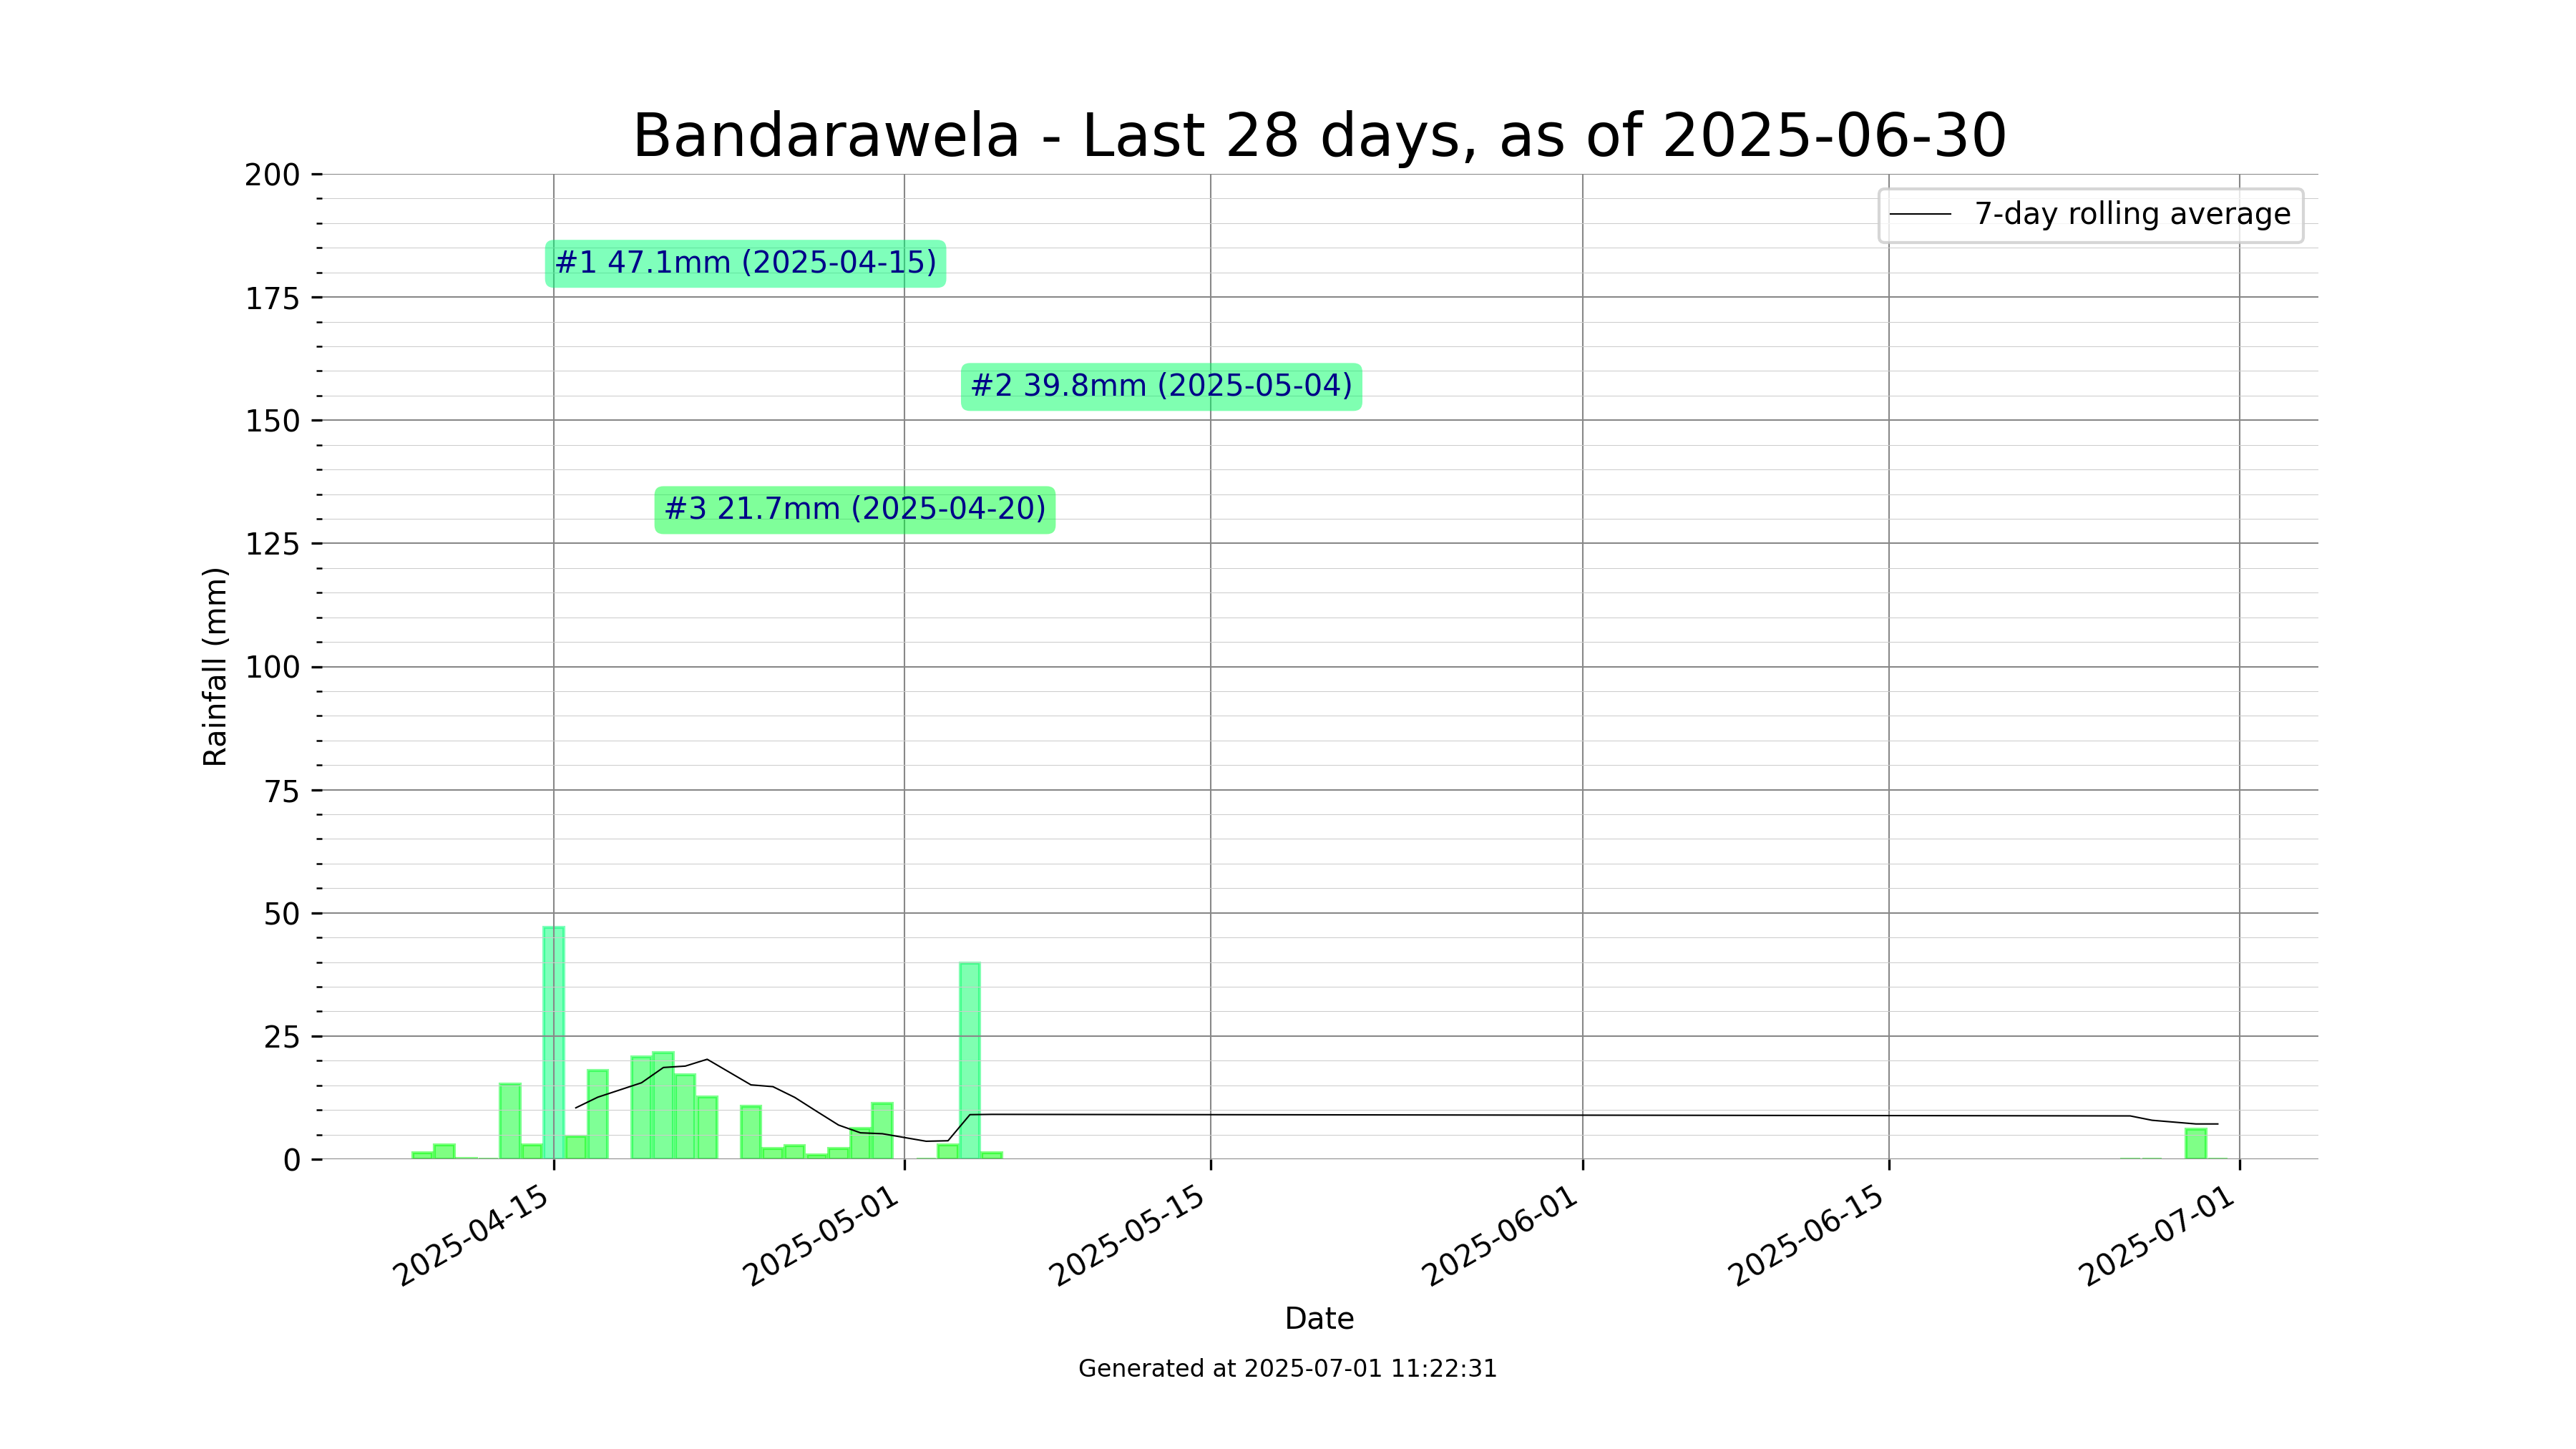 Bandarawela - Last 28 days, as of 2025-06-30
200
175
150
125
100
75
50
25
0
Rainfall (mm)
7-day rolling average
#1 47.1mm (2025-04-15)
#2 39.8mm (2025-05-04)
#3 21.7mm (2025-04-20)
2025-04-15
2025-05-01
2025-05-15
2025-06-01
2025-06-15
2025-07-01
Date
Generated at 2025-07-01 11:22:31